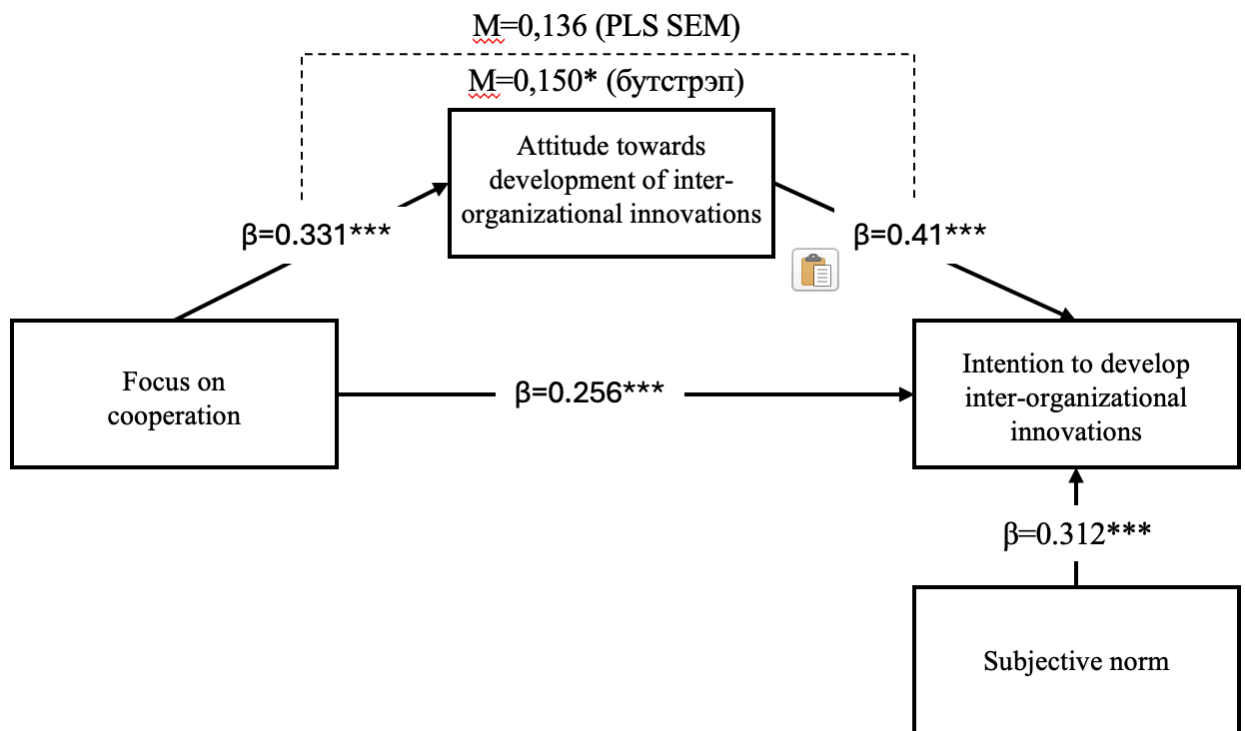 M=0,136 (PLS SEM)
M=0,150* (бутстрэп)
Attitude towards
development of inter-
organizational innovations
β=0.331***
β=0.41***
Focus on
cooperation
β=0.256***
Intention to develop
inter-organizational
innovations
β=0.312***
Subjective norm